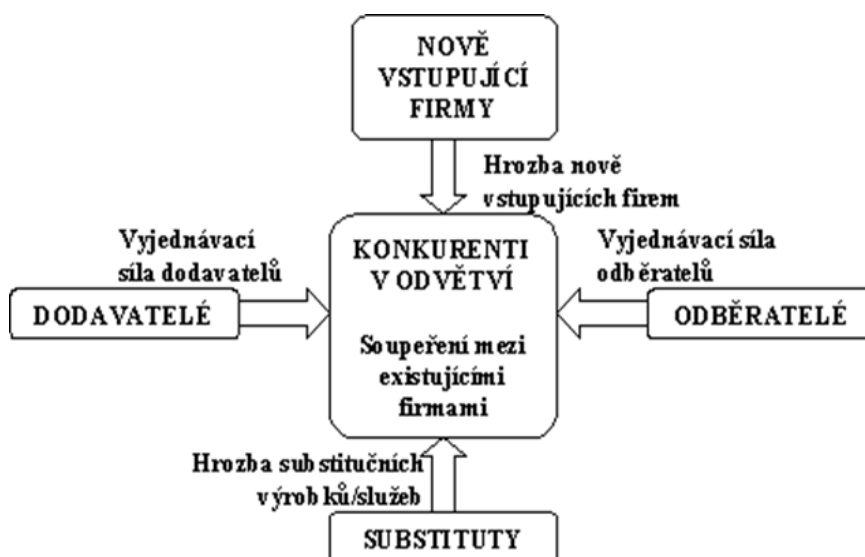 NOVĚ
VSTUPUJÍCÍ
FIRMY
Hrozba nově
vstupujících firem
Vyjednávací
síla dodavatelů
DODAVATELÉ
KONKURENTI
V ODVĚTVÍ
Soupeření mezi
existujícími
firmami
Vyjednávací síla
odběratelů
ODBĚRATELÉ
Hrozba substitučních
výrobků/služeb
SUBSTITUTY